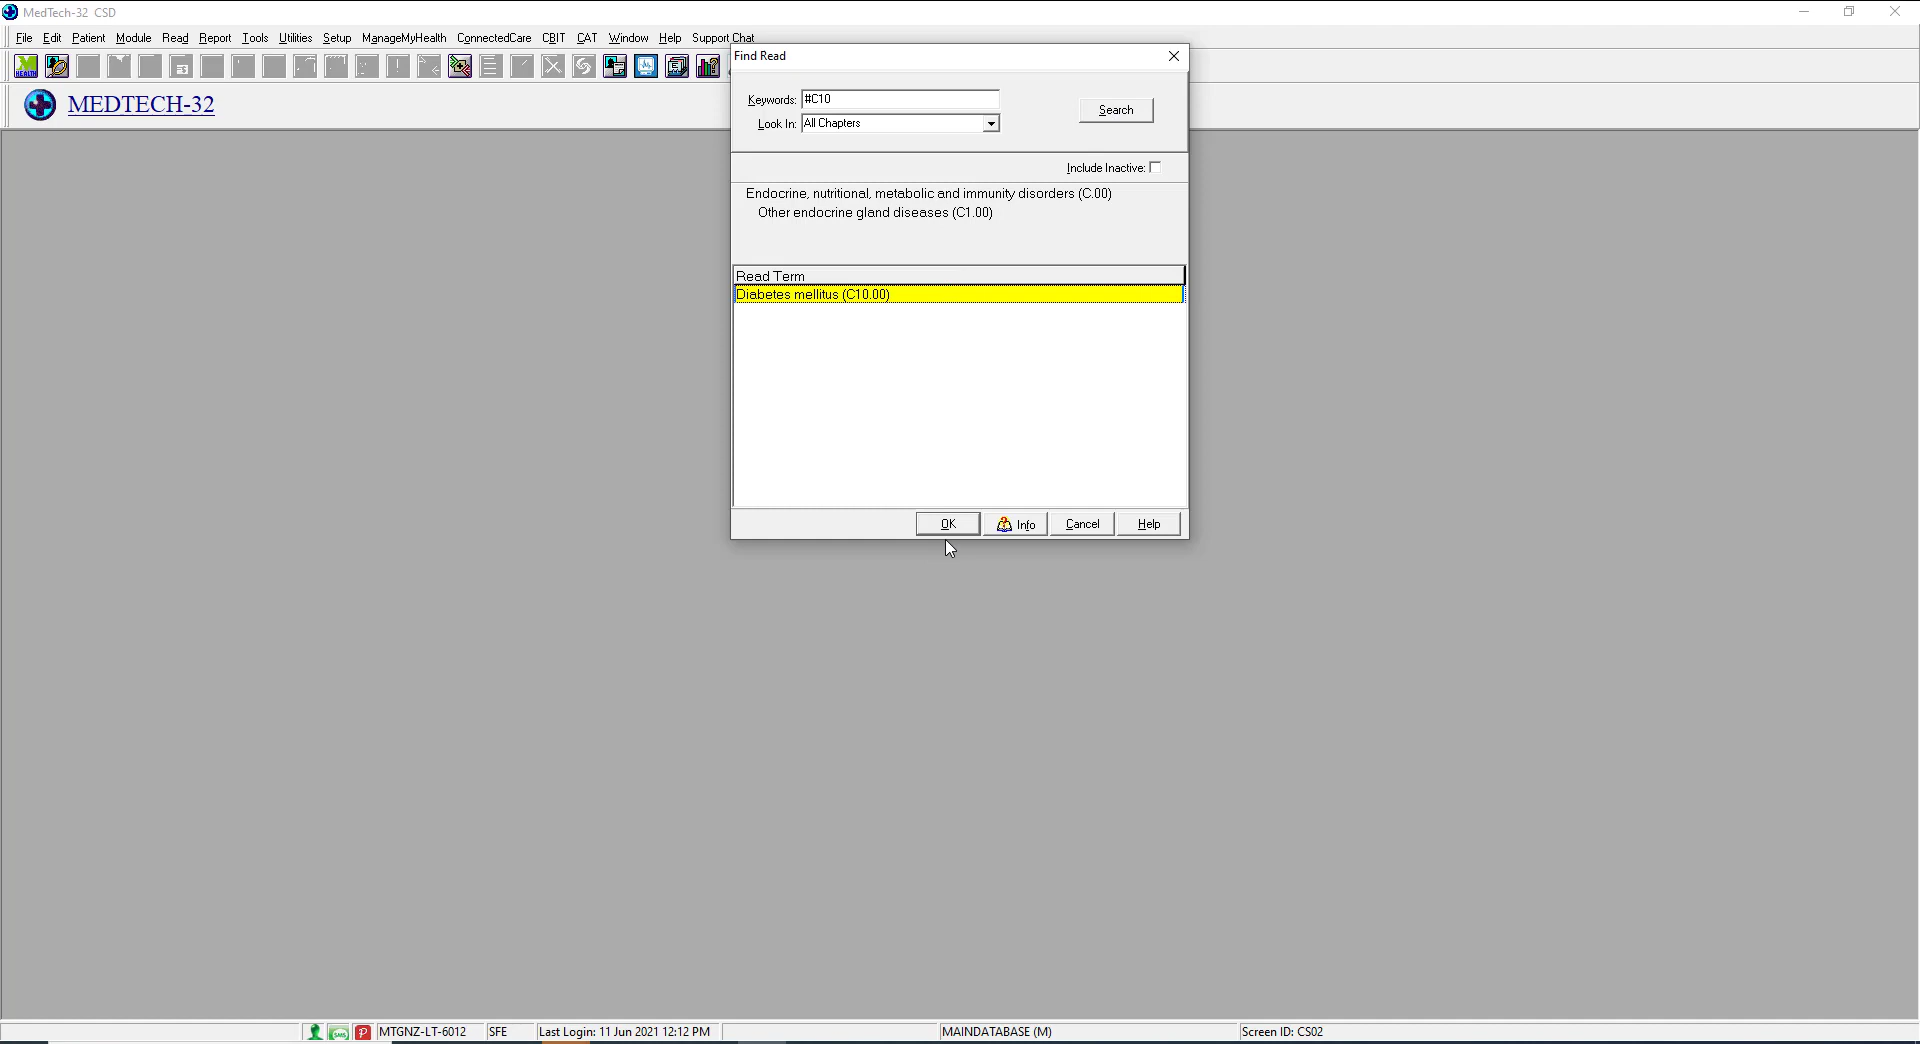 MedTech-32 CSD
File Edit Patient Module Read Report Tools Utilities Setup ManageMyHealth ConnectedCare CBIT CAT Window Help Support Chat
MEDTECH-32
Find Read
Keywords: #C10
Search
Look In: All Chapters
Include Inactive:
Endocrine, nutritional, metabolic and immunity disorders (C.00)
Other endocrine gland diseases (C1.00)
Read Term
Diabetes mellitus (C10.00)
OK Info Cancel Help
MTGNZ-LT-6012 SFE Last Login: 11 Jun 2021 12:12 PM MAINDATABASE (M) Screen ID: CS02